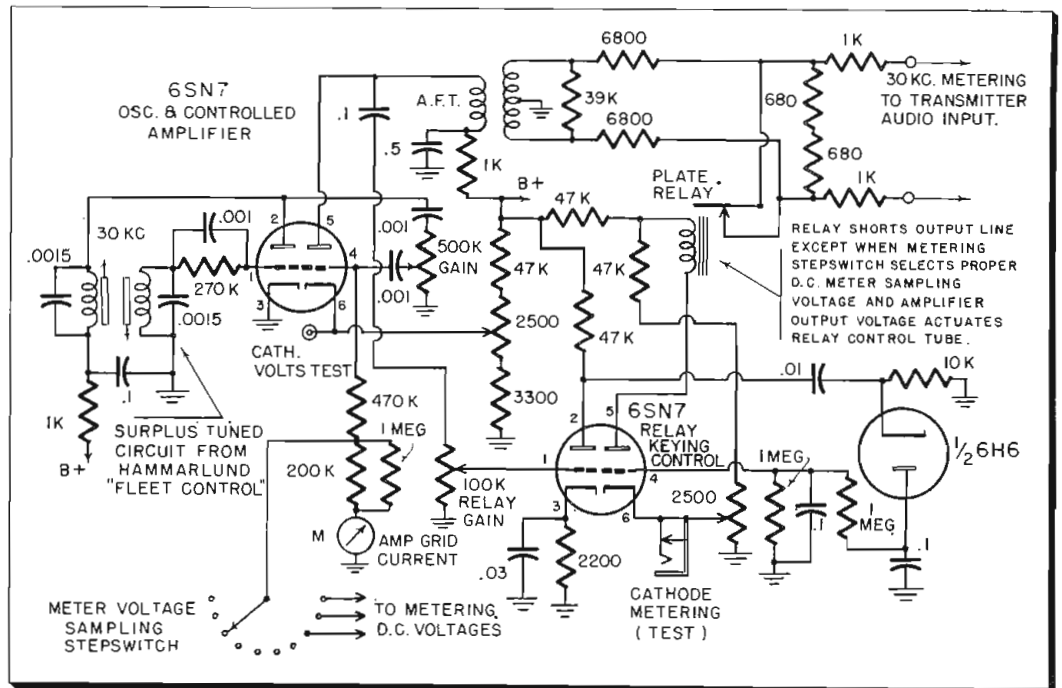 6SN7
OSC. & CONTROLLED
AMPLIFIER
.1
A.F.T.
.5
1K
6800
39K
6800
1K
30 KC. METERING
TO TRANSMITTER
AUDIO INPUT.
680
680
1K
PLATE
RELAY
B+
47K
RELAY SHORTS OUTPUT LINE
EXCEPT WHEN METERING
STEPSWITCH SELECTS PROPER
D.C. METER SAMPLING
VOLTAGE AND AMPLIFIER
OUTPUT VOLTAGE ACTUATES
RELAY CONTROL TUBE.
.0015
30 KC
.001
270 K
.0015
.1
1K
B+
2
5
1
4
3
6
.001
.001
500K
GAIN
47K
2500
3300
47K
47K
CATH.
VOLTS TEST
SURPLUS TUNED
CIRCUIT FROM
HAMMARLUND
"FLEET CONTROL"
470 K
1 MEG
200 K
M
AMP GRID
CURRENT
100K
RELAY
GAIN
6SN7
RELAY
KEYING
CONTROL
2
5
1
4
3
6
.03
2200
2500
CATHODE
METERING
(TEST)
.01
10K
1/2 6H6
1 MEG
.1
1
MEG
.1
METER VOLTAGE
SAMPLING
STEPSWITCH
TO METERING
D.C. VOLTAGES